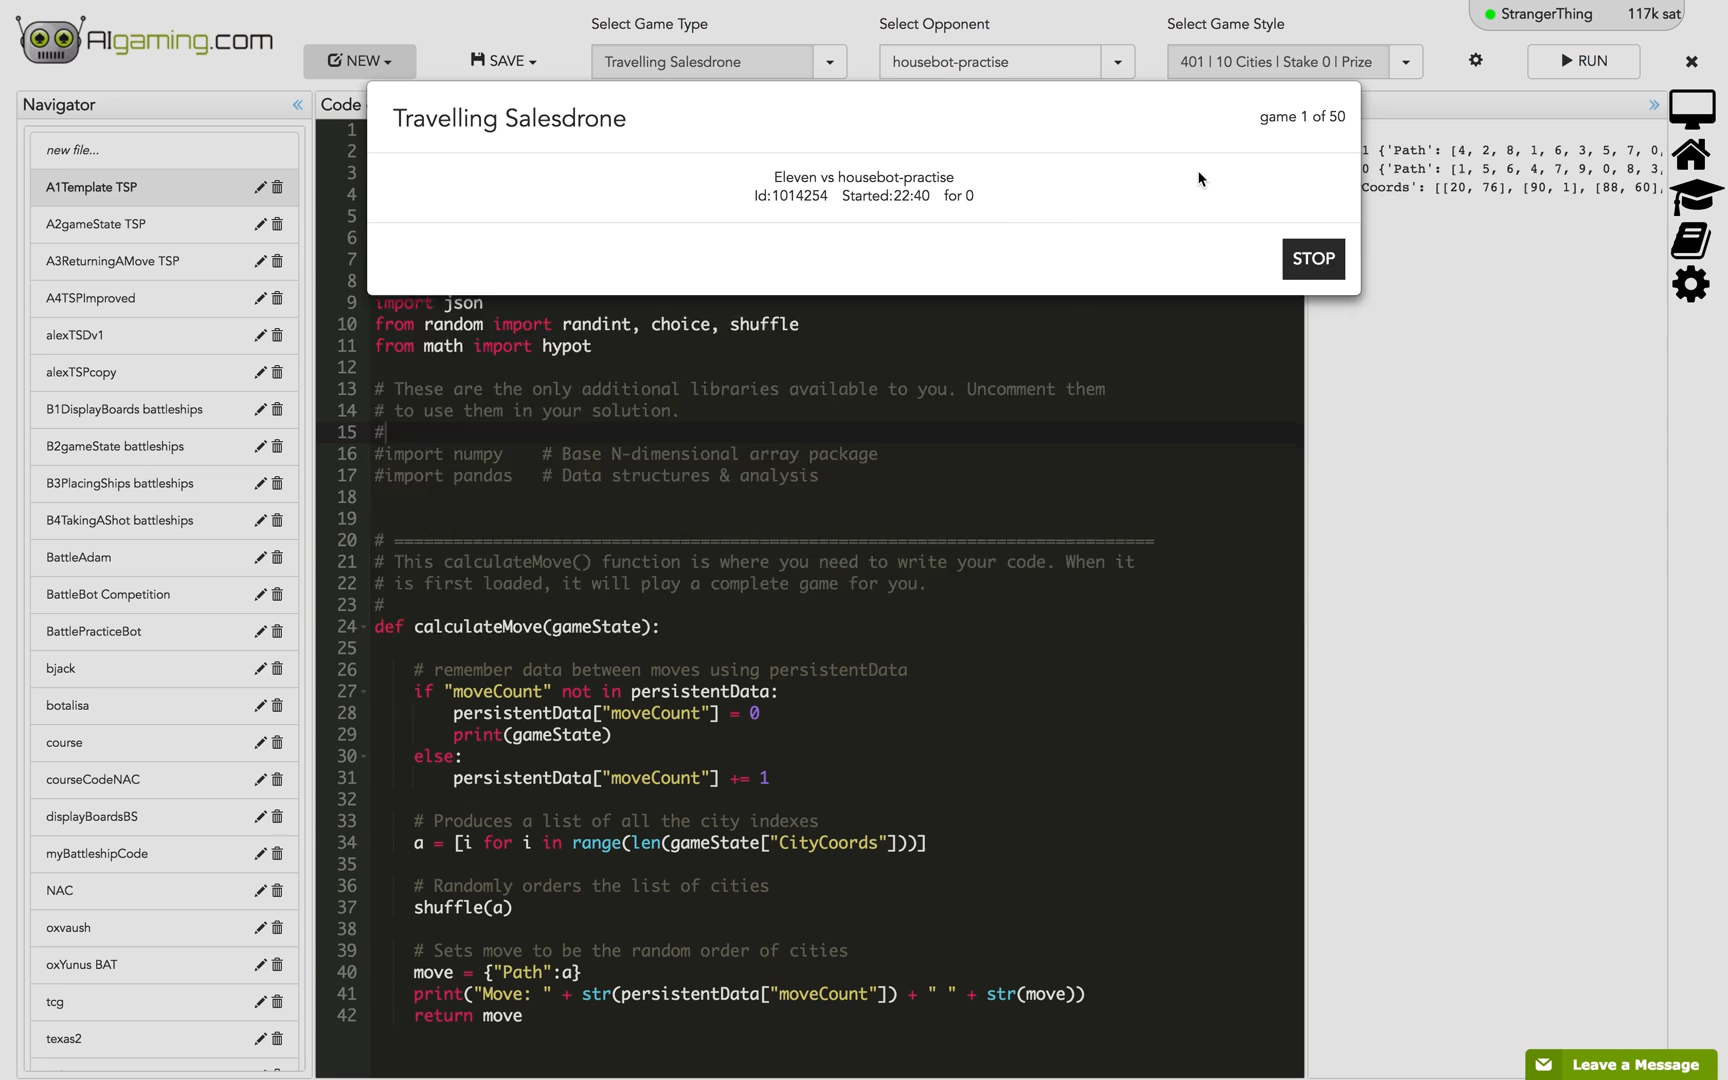 AIgaming.com
NEW
SAVE
Select Game Type
Travelling Salesdrone
Select Opponent
housebot-practise
Select Game Style
401 | 10 Cities | Stake 0 | Prize
StrangerThing 117k sat
RUN
Navigator
Code
Travelling Salesdrone
game 1 of 50
Eleven vs housebot-practise
Id:1014254 Started:22:40 for 0
STOP
new file...
A1Template TSP
A2gameState TSP
A3ReturningAMove TSP
A4TSPImproved
alexTSDv1
alexTSPcopy
B1DisplayBoards battleships
B2gameState battleships
B3PlacingShips battleships
B4TakingAShot battleships
BattleAdam
BattleBot Competition
BattlePracticeBot
bjack
botalisa
course
courseCodeNAC
displayBoardsBS
myBattleshipCode
NAC
oxvaush
oxYunus BAT
tcg
texas2
1
2
3
4
5
6
7
8
9 import json
10 from random import randint, choice, shuffle
11 from math import hypot
12
13 # These are the only additional libraries available to you. Uncomment them
14 # to use them in your solution.
15 #
16 #import numpy # Base N-dimensional array package
17 #import pandas # Data structures & analysis
18
19
20 # =============================================================================
21 # This calculateMove() function is where you need to write your code. When it
22 # is first loaded, it will play a complete game for you.
23 #
24 def calculateMove(gameState):
25
26 # remember data between moves using persistentData
27 if "moveCount" not in persistentData:
28 persistentData["moveCount"] = 0
29 print(gameState)
30 else:
31 persistentData["moveCount"] += 1
32
33 # Produces a list of all the city indexes
34 a = [i for i in range(len(gameState["CityCoords"]))]
35
36 # Randomly orders the list of cities
37 shuffle(a)
38
39 # Sets move to be the random order of cities
40 move = {"Path":a}
41 print("Move: " + str(persistentData["moveCount"]) + " " + str(move))
42 return move
1 {'Path': [4, 2, 8, 1, 6, 3, 5, 7, 0,
0 {'Path': [1, 5, 6, 4, 7, 9, 0, 8, 3,
Coords': [[20, 76], [90, 1], [88, 60],
Leave a Message